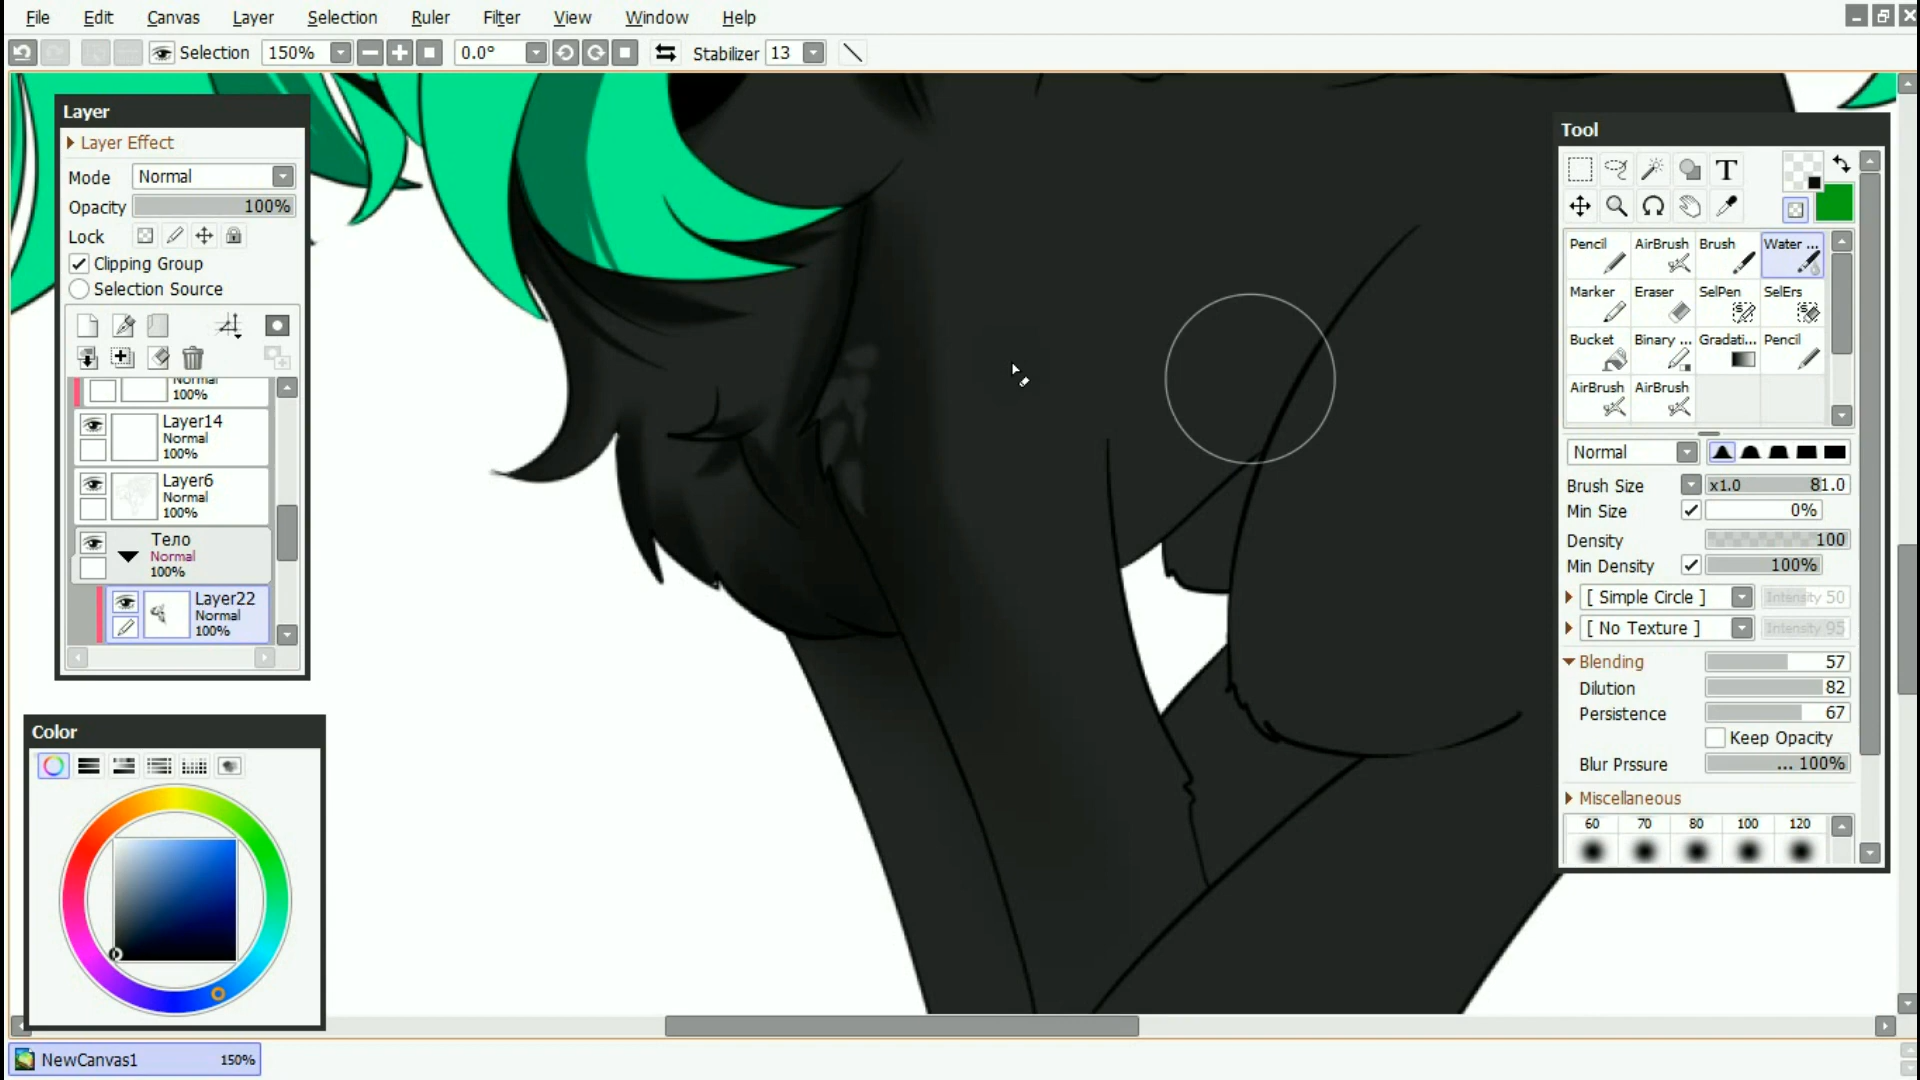 File Edit Canvas Layer Selection Ruler Filter View Window Help
Selection 150% 0.0° Stabilizer 13
Layer
Layer Effect
Mode Normal
Opacity 100%
Lock
Clipping Group
Selection Source
Normal
100%
Layer14
Normal
100%
Layer6
Normal
100%
Тело
Normal
100%
Layer22
Normal
100%
Color
NewCanvas1 150%
Tool
T
Pencil AirBrush Brush Water ...
Marker Eraser SelPen SelErs
Bucket Binary ... Gradati... Pencil
AirBrush AirBrush
Normal
Brush Size x1.0 81.0
Min Size 0%
Density 100
Min Density 100%
[ Simple Circle ] Intensity 50
[ No Texture ] Intensity 95
Blending 57
Dilution 82
Persistence 67
Keep Opacity
Blur Prssure ... 100%
Miscellaneous
60 70 80 100 120